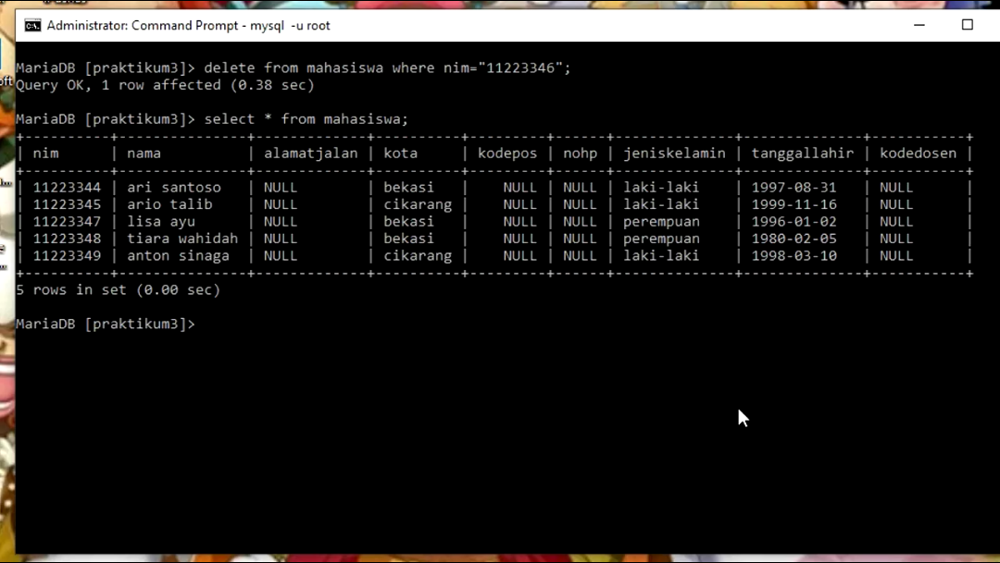 Administrator: Command Prompt - mysql  -u root
MariaDB [praktikum3]> delete from mahasiswa where nim="11223346";
Query OK, 1 row affected (0.38 sec)
MariaDB [praktikum3]> select * from mahasiswa;
+----------+---------------+-------------+----------+---------+------+--------------+--------------+-----------+
| nim      | nama          | alamatjalan | kota     | kodepos | nohp | jeniskelamin | tanggallahir | kodedosen |
+----------+---------------+-------------+----------+---------+------+--------------+--------------+-----------+
| 11223344 | ari santoso   | NULL        | bekasi   |    NULL | NULL | laki-laki    | 1997-08-31   | NULL      |
| 11223345 | ario talib    | NULL        | cikarang |    NULL | NULL | laki-laki    | 1999-11-16   | NULL      |
| 11223347 | lisa ayu      | NULL        | bekasi   |    NULL | NULL | perempuan    | 1996-01-02   | NULL      |
| 11223348 | tiara wahidah | NULL        | bekasi   |    NULL | NULL | perempuan    | 1980-02-05   | NULL      |
| 11223349 | anton sinaga  | NULL        | cikarang |    NULL | NULL | laki-laki    | 1998-03-10   | NULL      |
+----------+---------------+-------------+----------+---------+------+--------------+--------------+-----------+
5 rows in set (0.00 sec)
MariaDB [praktikum3]>